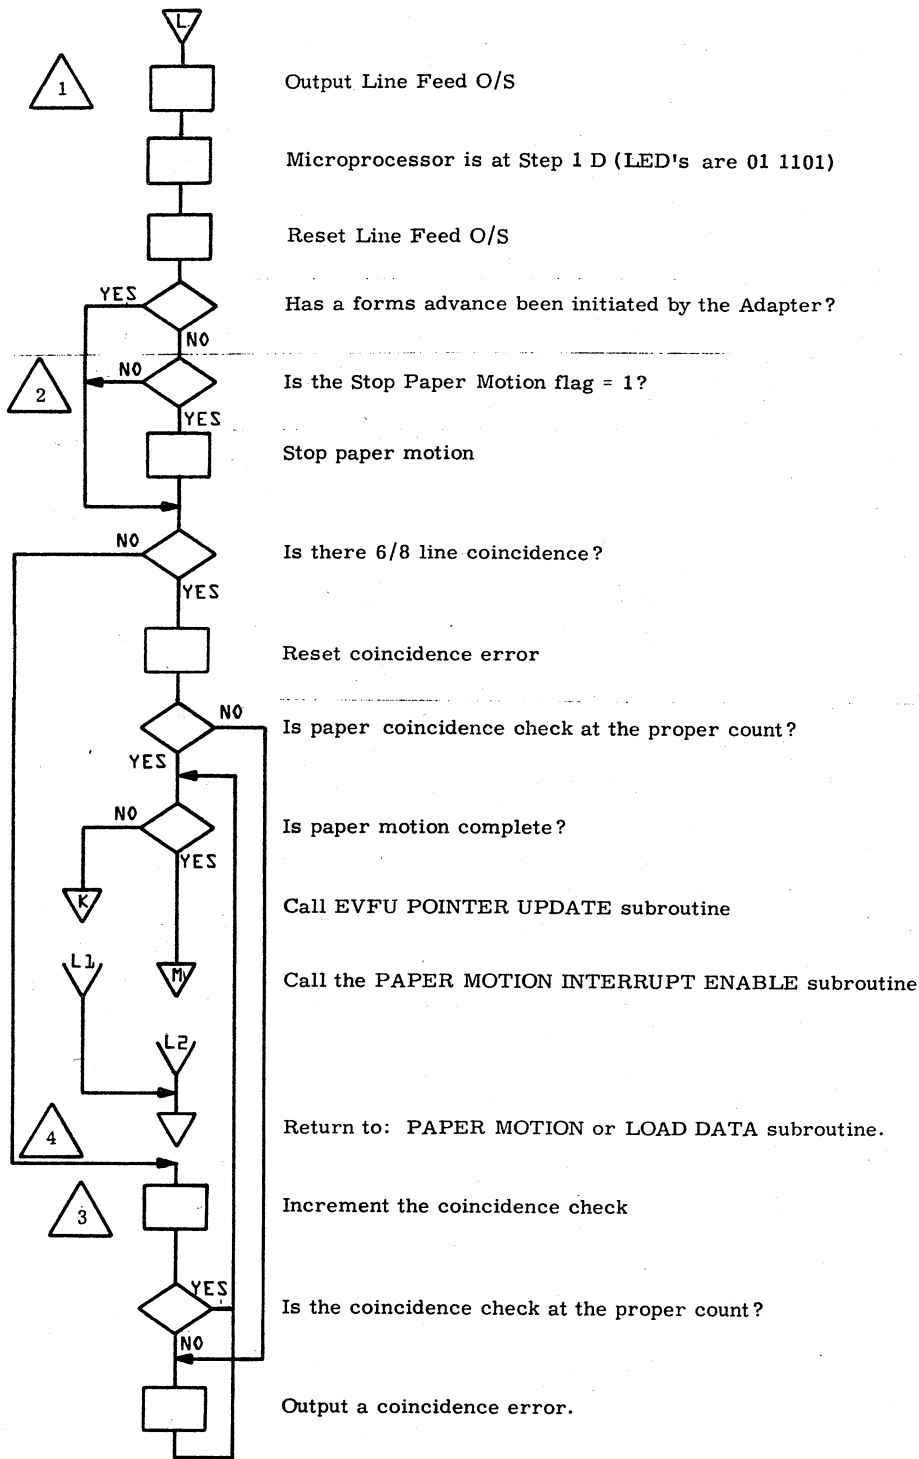 L
1
Output Line Feed O/S
Microprocessor is at Step 1 D (LED's are 01 1101)
Reset Line Feed O/S
YES
Has a forms advance been initiated by the Adapter?
NO
2
NO
Is the Stop Paper Motion flag = 1?
YES
Stop paper motion
NO
Is there 6/8 line coincidence?
YES
Reset coincidence error
NO
Is paper coincidence check at the proper count?
YES
NO
Is paper motion complete?
YES
K
Call EVFU POINTER UPDATE subroutine
L1
M
Call the PAPER MOTION INTERRUPT ENABLE subroutine
L2
4
Return to: PAPER MOTION or LOAD DATA subroutine.
3
Increment the coincidence check
YES
Is the coincidence check at the proper count?
NO
Output a coincidence error.